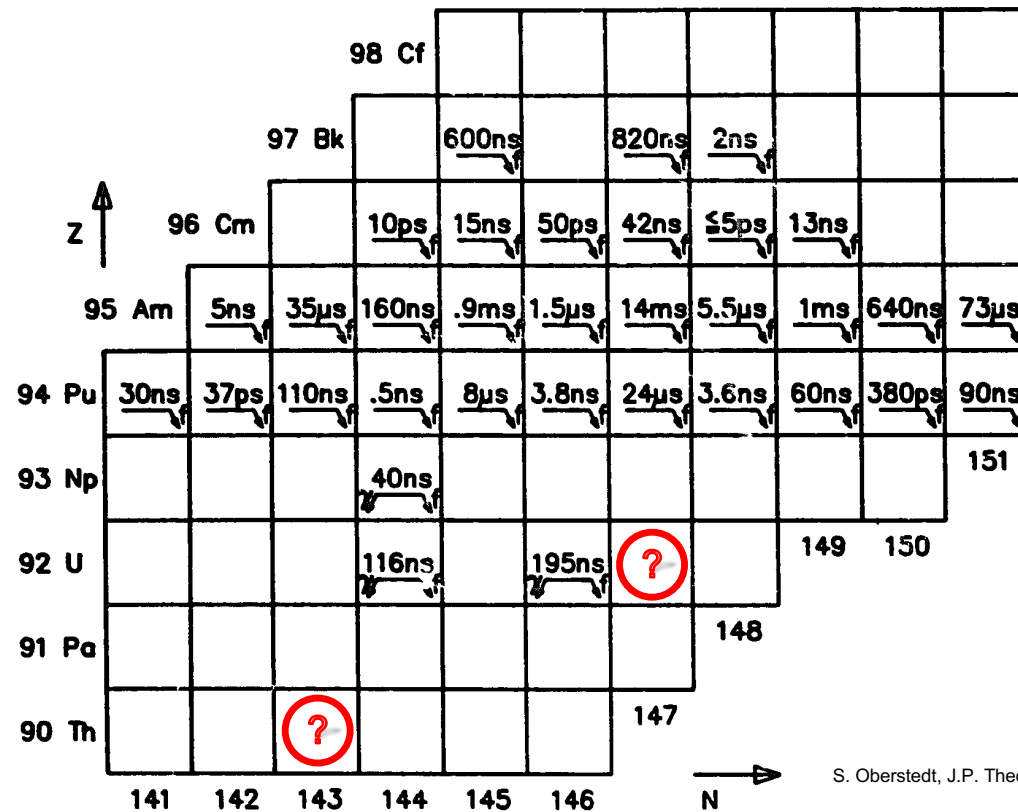 98 Cf
97 Bk 600ns f 820ns f 2ns f
Z 96 Cm 10ps f 15ns f 50ps f 42ns f ≦5ps f 13ns f
95 Am 5ns f 35µs f 160ns f .9ms f 1.5µs f 14ms f 5.5µs f 1ms f 640ns f 73µs
94 Pu 30ns f 37ps f 110ns f .5ns f 8µs f 3.8ns f 24µs f 3.6ns f 60ns f 380ps f 90ns
93 Np γ 40ns f 151
92 U γ 116ns f γ 195ns f ? 149 150
91 Pa 148
90 Th ? 147
141 142 143 144 145 146 N
S. Oberstedt, J.P. Theo